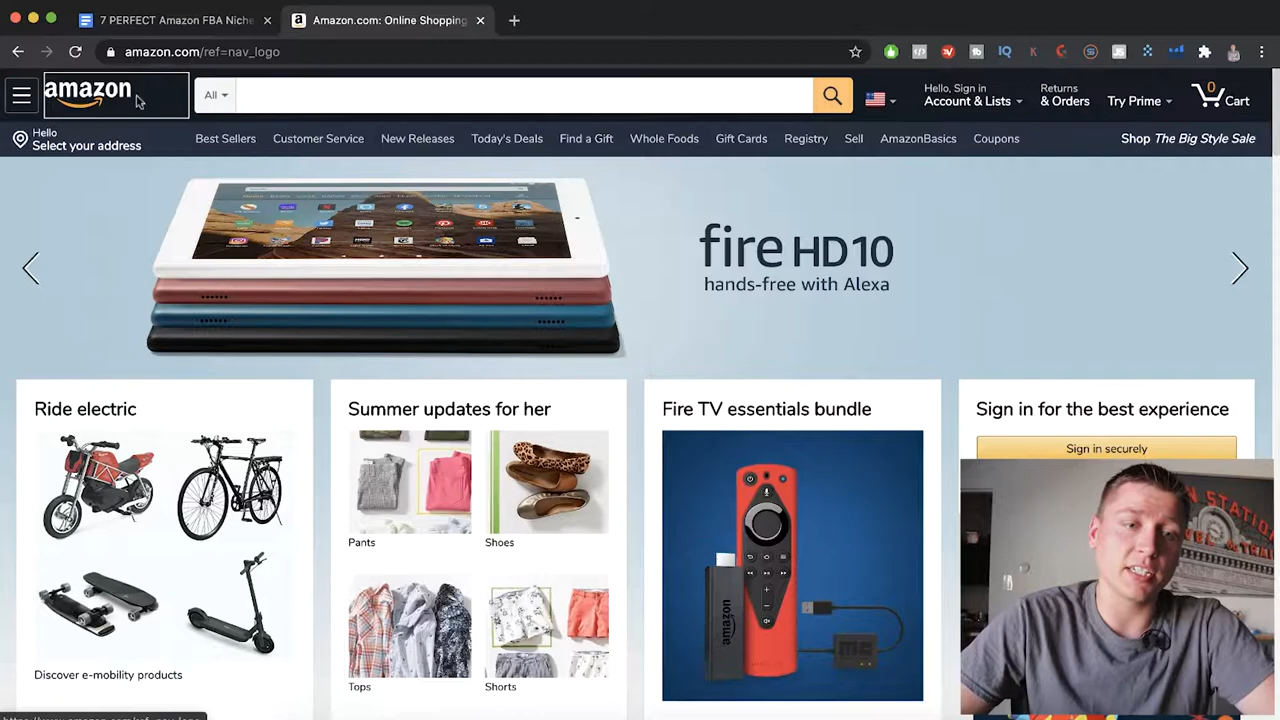 7 PERFECT Amazon FBA Niche
Amazon.com: Online Shopping
amazon.com/ref=nav_logo
amazon
All
Hello, Sign in
Account & Lists
Returns
& Orders
Try Prime
0
Cart
Hello
Select your address
Best Sellers
Customer Service
New Releases
Today's Deals
Find a Gift
Whole Foods
Gift Cards
Registry
Sell
AmazonBasics
Coupons
Shop The Big Style Sale
fire HD 10
hands-free with Alexa
Ride electric
Discover e-mobility products
Summer updates for her
Pants
Shoes
Tops
Shorts
Fire TV essentials bundle
amazon
Sign in for the best experience
Sign in securely
N STATION